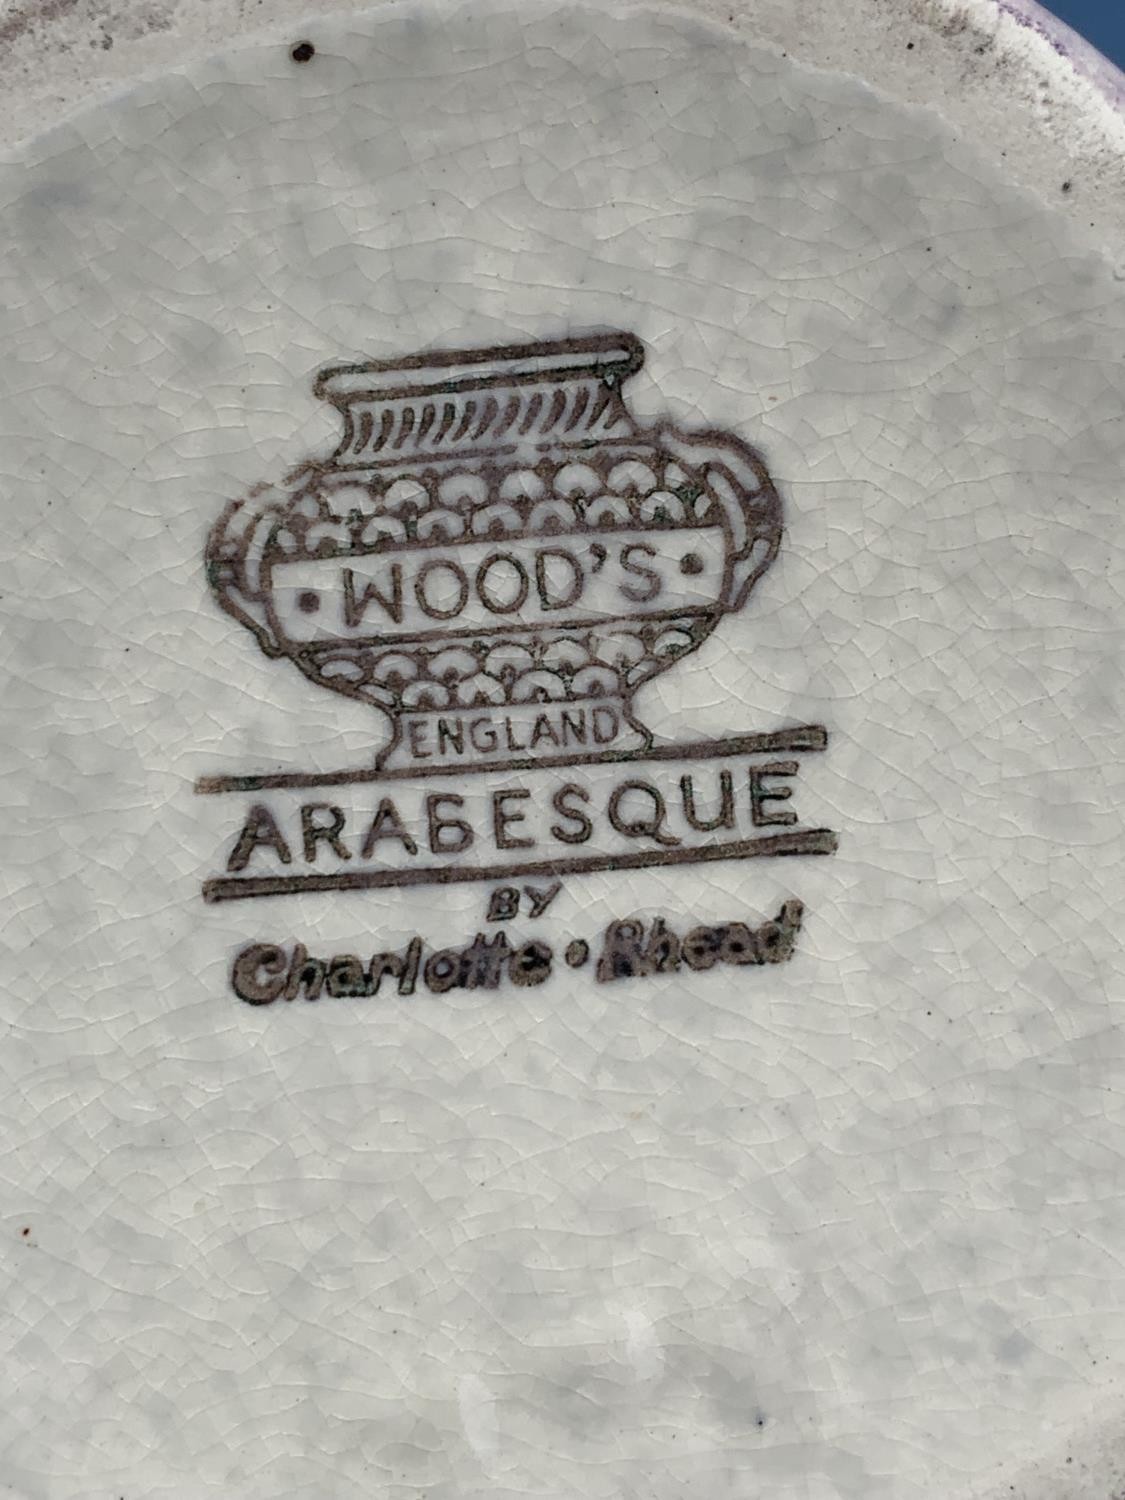 • WOOD'S •
ENGLAND
ARABESQUE
BY
Charlotte • Rhead